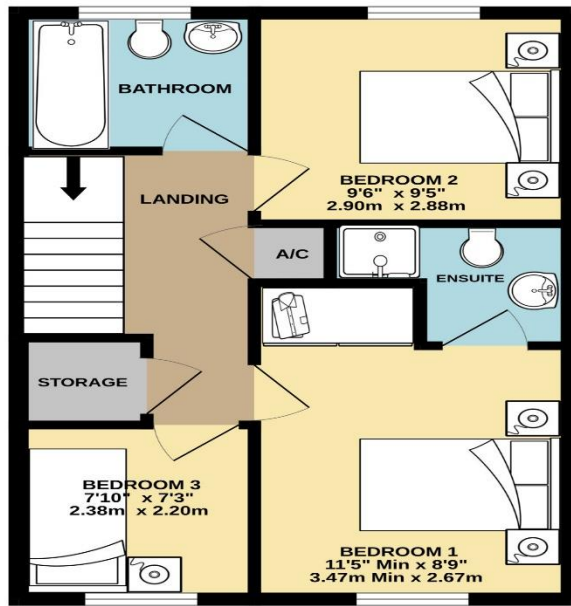 BATHROOM
LANDING
BEDROOM 2
9'6" x 9'5"
2.90m x 2.88m
A/C
ENSUITE
STORAGE
BEDROOM 3
7'10" x 7'3"
2.38m x 2.20m
BEDROOM 1
11'5" Min x 8'9"
3.47m Min x 2.67m